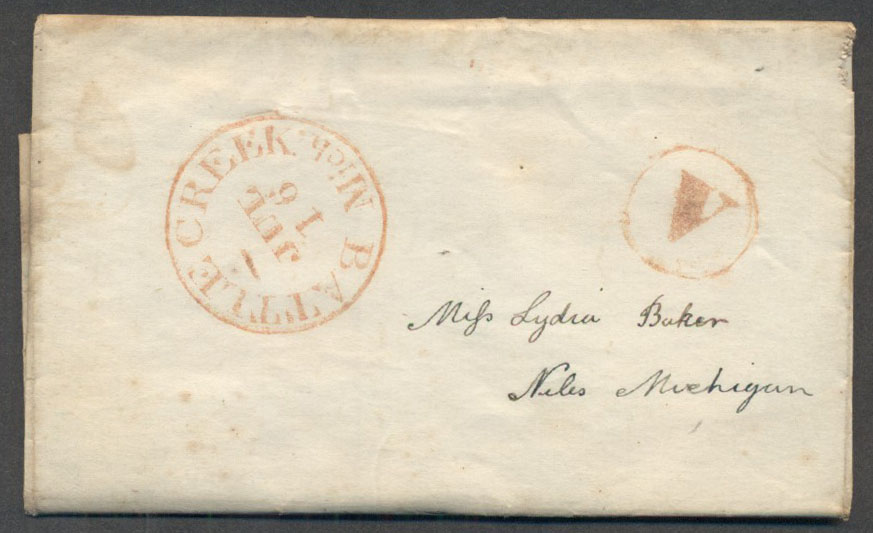 BATTLE CREEK Mich.
JUL
16
V
Miss Lydia Baker
Niles Michigan